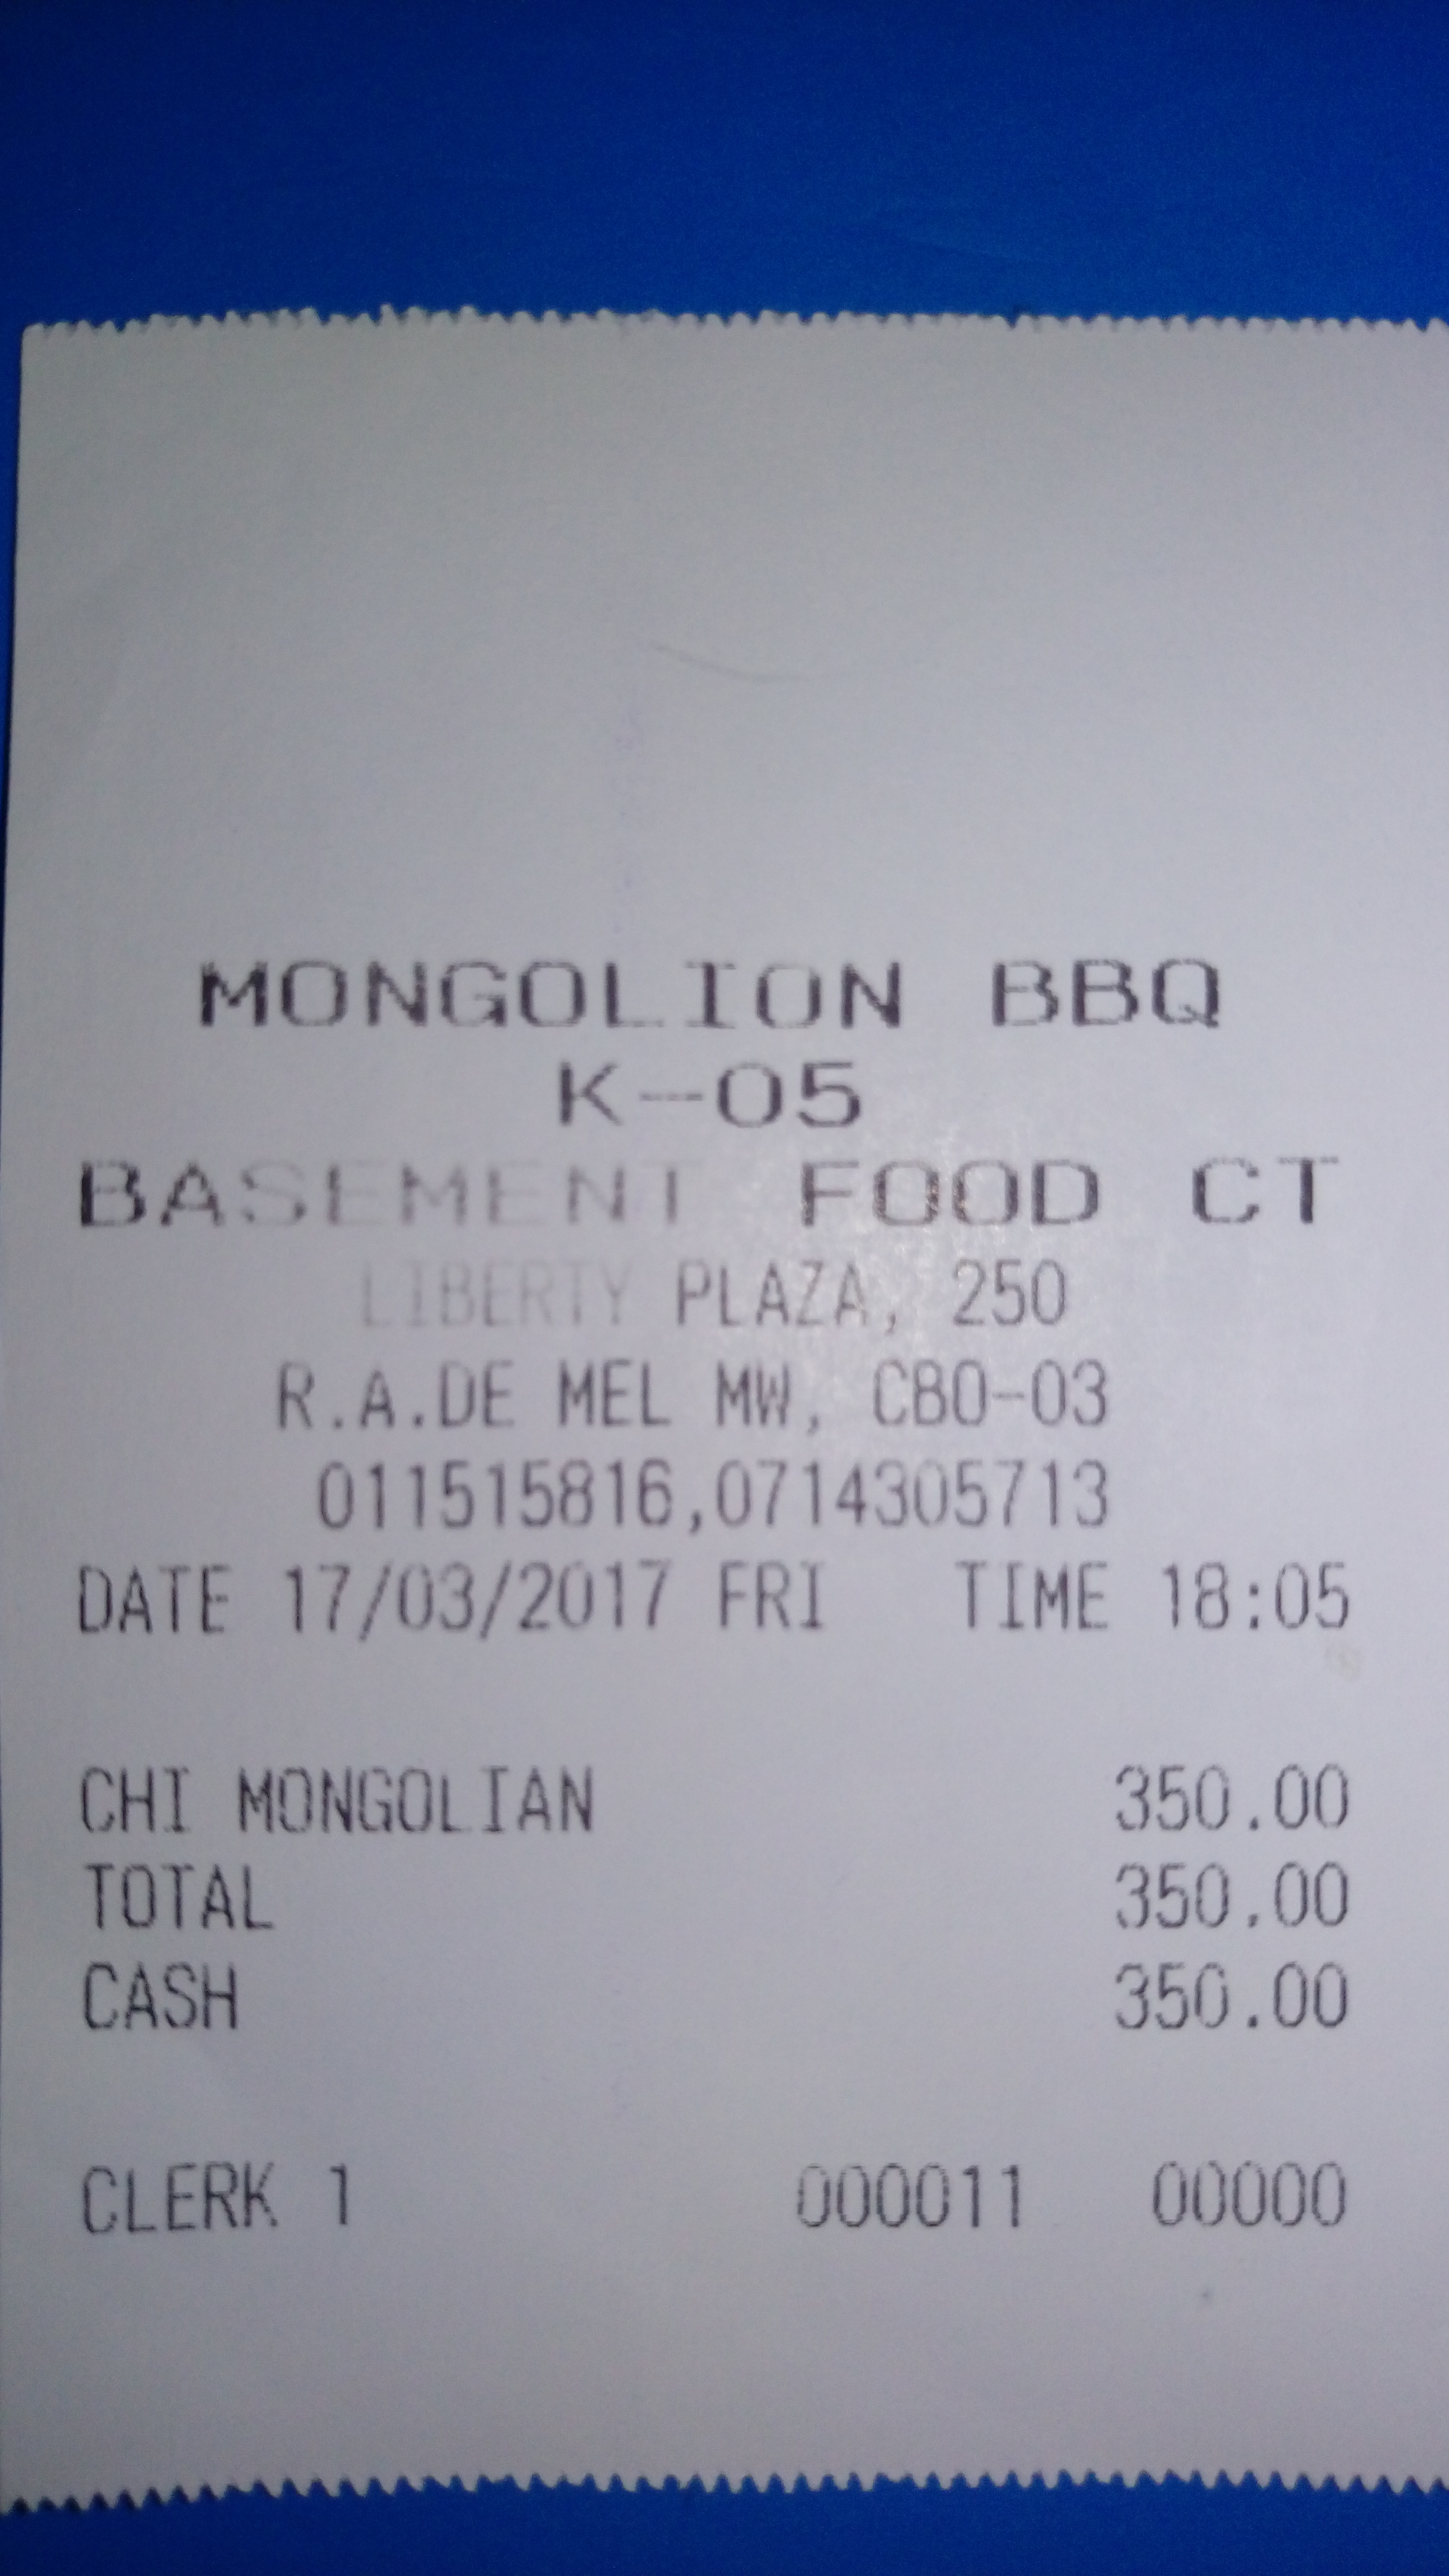 MONGOLION BBQ
K-05
BASEMENT FOOD CT
LIBERTY PLAZA, 250
R.A.DE MEL MW, CBO-03
011515816,0714305713
DATE 17/03/2017 FRI TIME 18:05
CHI MONGOLIAN 350.00
TOTAL 350.00
CASH 350.00
CLERK 1 000011 00000